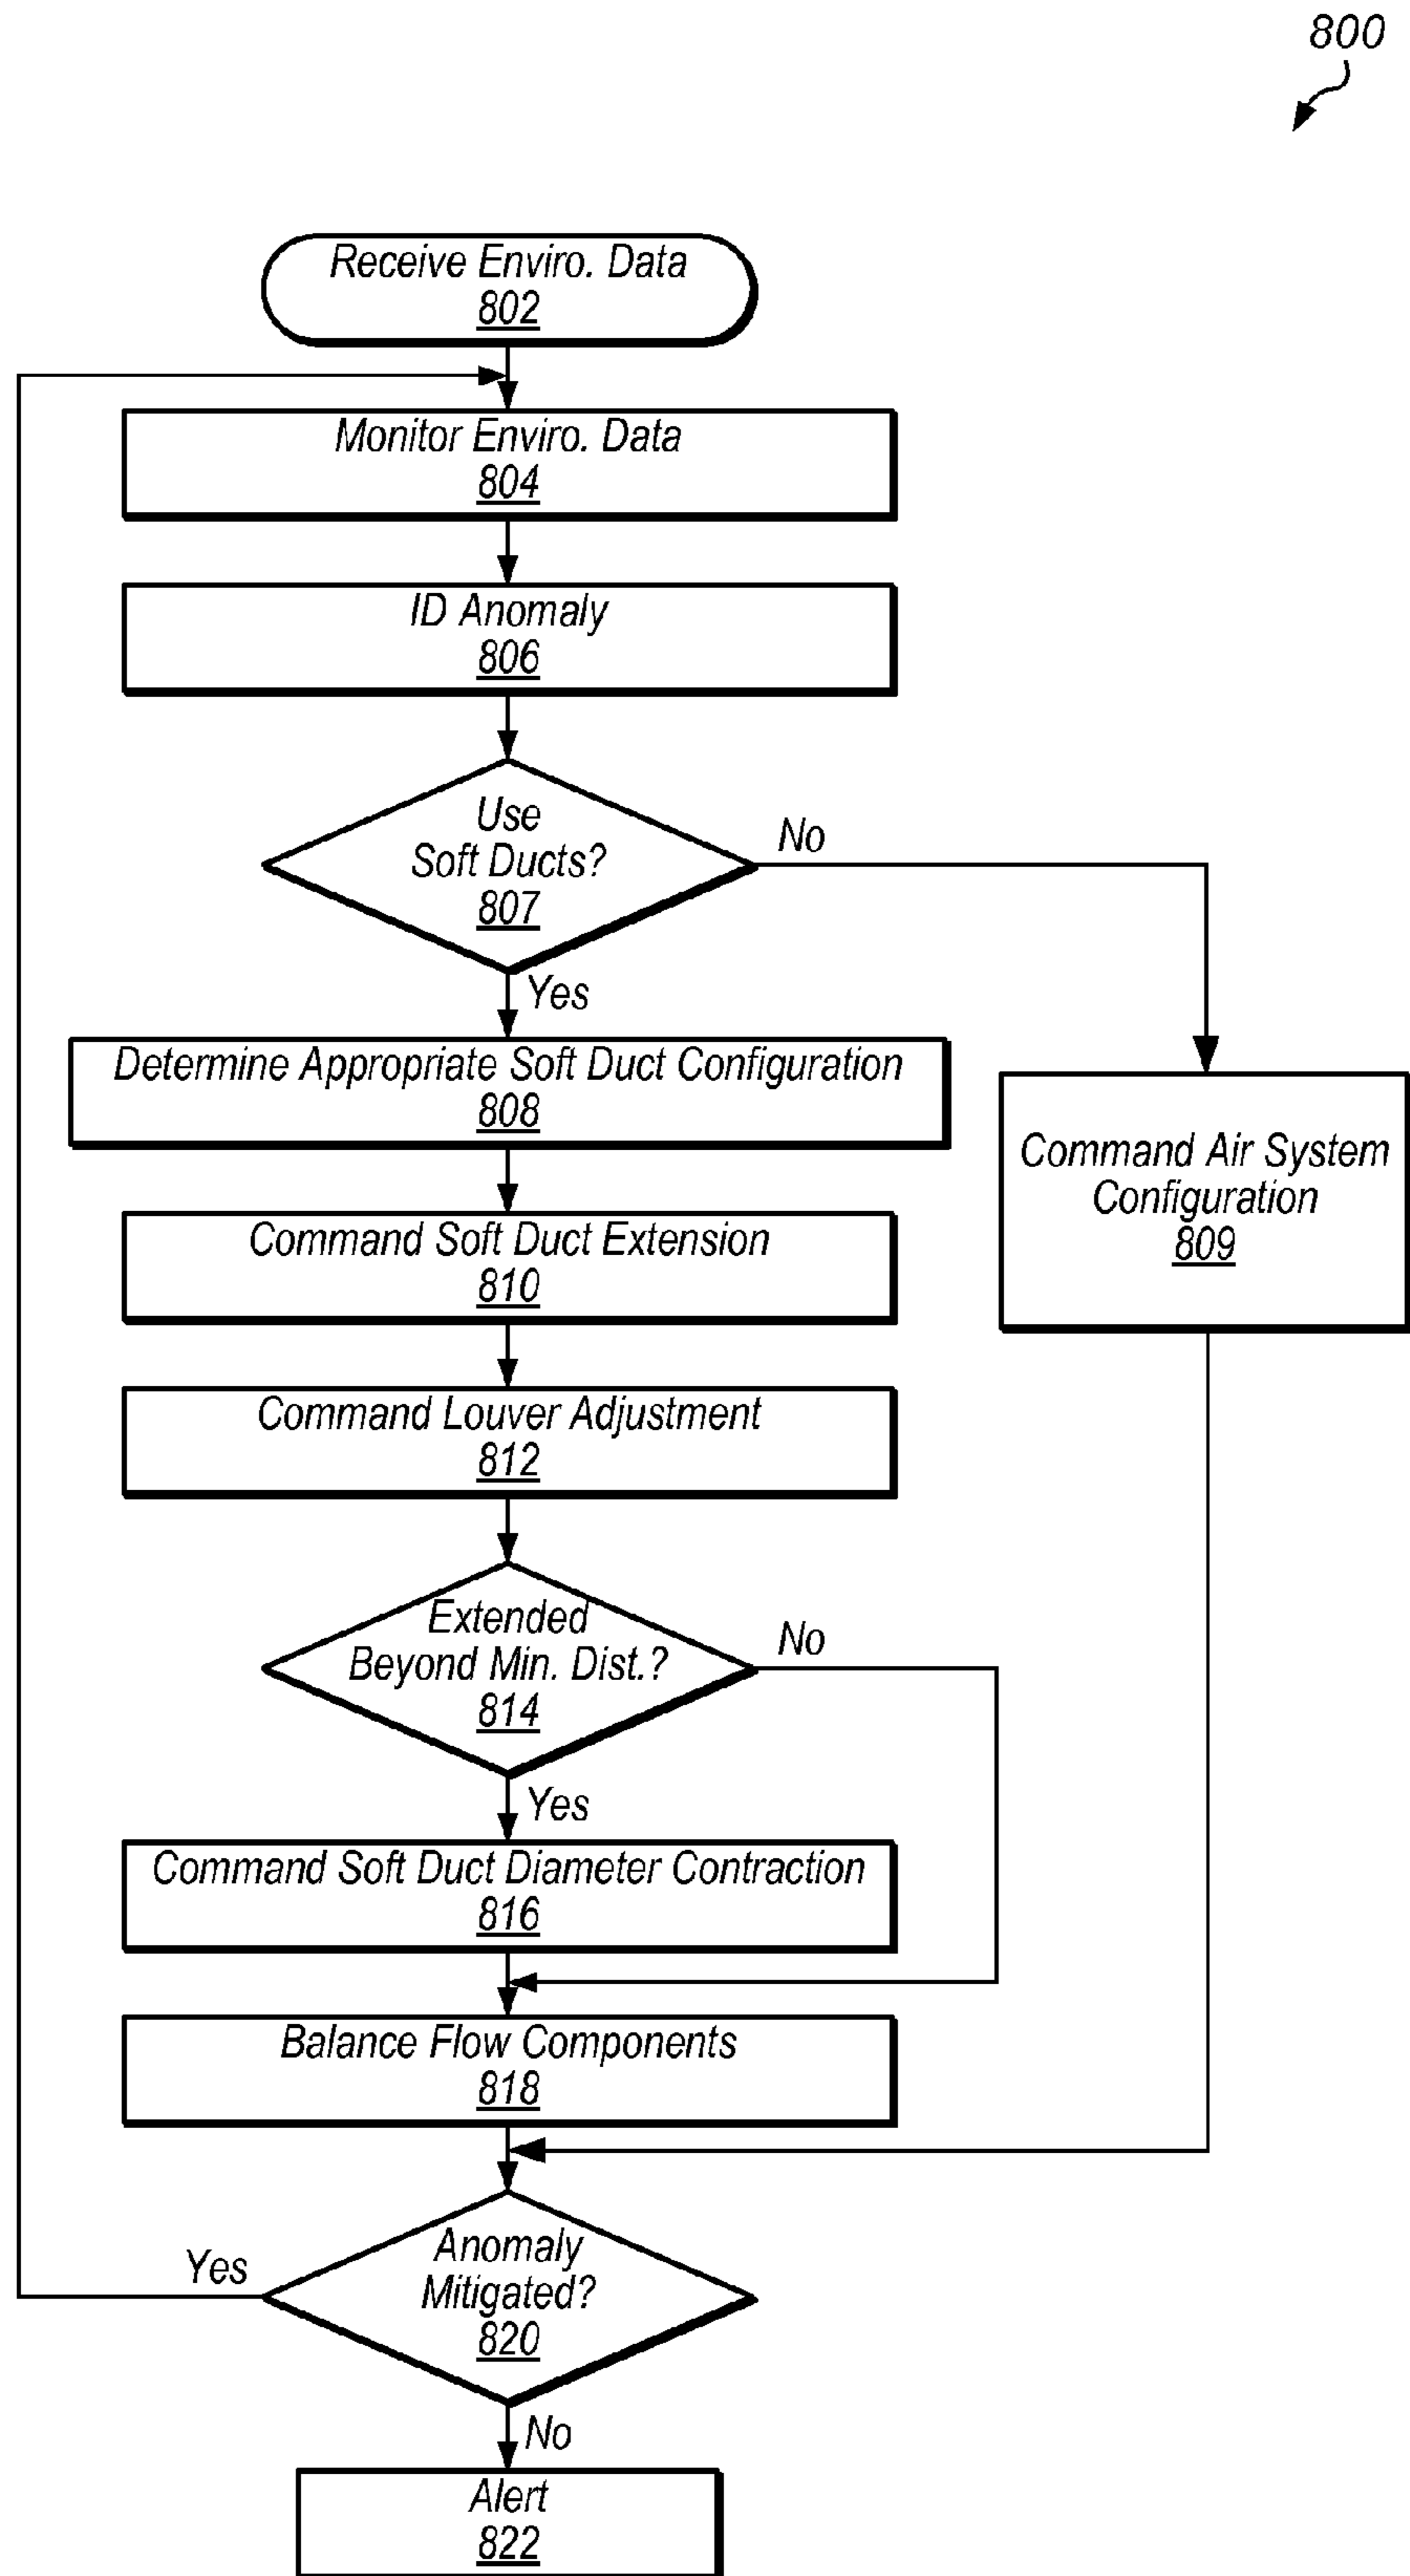 800
Receive Enviro. Data
802
Monitor Enviro. Data
804
ID Anomaly
806
Use
Soft Ducts?
807
No
Yes
Determine Appropriate Soft Duct Configuration
808
Command Air System
Configuration
809
Command Soft Duct Extension
810
Command Louver Adjustment
812
Extended
Beyond Min. Dist.?
814
No
Yes
Command Soft Duct Diameter Contraction
816
Balance Flow Components
818
Anomaly
Mitigated?
820
Yes
No
Alert
822